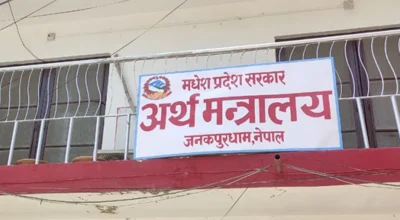 मधेश प्रदेश सरकार
अर्थ मन्त्रालय
जनकपुरधाम,नेपाल